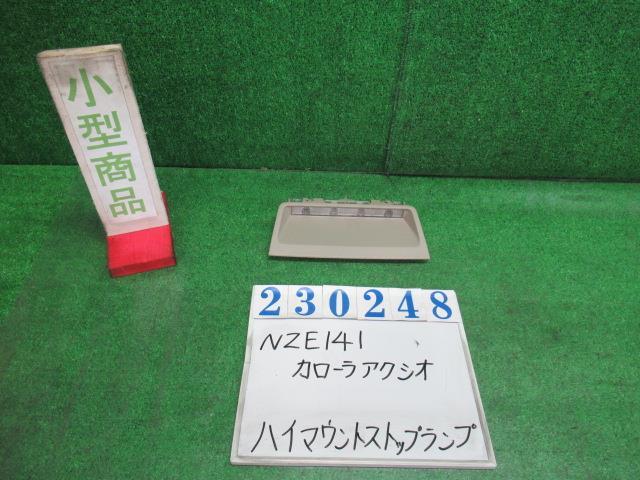 小型商品
230248
NZE141
カローラアクシオ
ハイマウントストップランプ